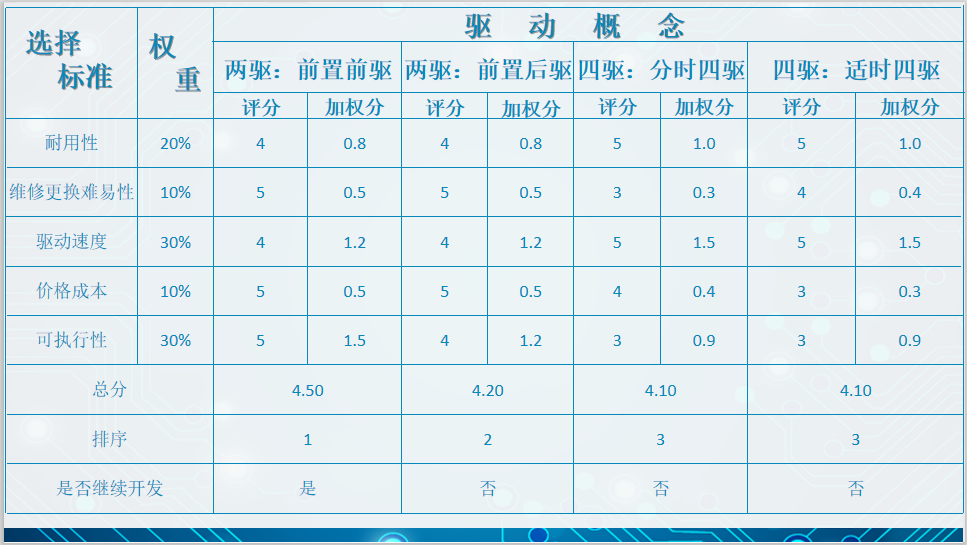 驱 动 概 念
选择
标准
权
重
两驱：前置前驱 两驱：前置后驱 四驱：分时四驱 四驱：适时四驱
评分 加权分 评分 加权分 评分 加权分 评分 加权分
耐用性 20% 4 0.8 4 0.8 5 1.0 5 1.0
维修更换难易性 10% 5 0.5 5 0.5 3 0.3 4 0.4
驱动速度 30% 4 1.2 4 1.2 5 1.5 5 1.5
价格成本 10% 5 0.5 5 0.5 4 0.4 3 0.3
可执行性 30% 5 1.5 4 1.2 3 0.9 3 0.9
总分 4.50 4.20 4.10 4.10
排序 1 2 3 3
是否继续开发 是 否 否 否